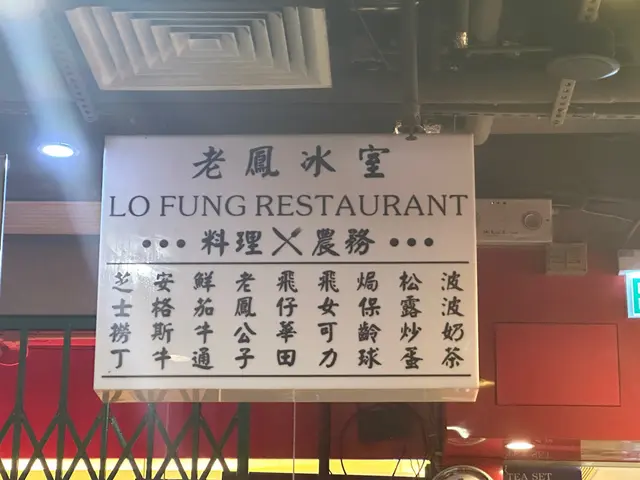 老鳳冰室
LO FUNG RESTAURANT
料理 農務
波波奶茶
松露炒蛋
焗保齡球
飛女可力
飛仔華田
老鳳公子
鮮茄牛通
安格斯牛
芝士撈丁
TEA SET